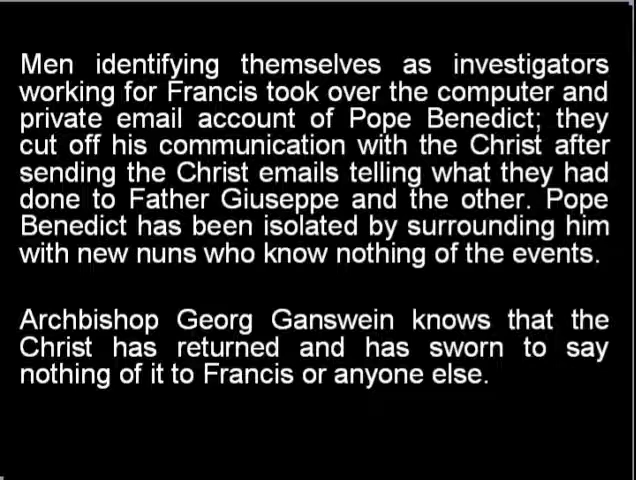 Men identifying themselves as investigators
working for Francis took over the computer and
private email account of Pope Benedict; they
cut off his communication with the Christ after
sending the Christ emails telling what they had
done to Father Giuseppe and the other. Pope
Benedict has been isolated by surrounding him
with new nuns who know nothing of the events.
Archbishop Georg Ganswein knows that the
Christ has returned and has sworn to say
nothing of it to Francis or anyone else.